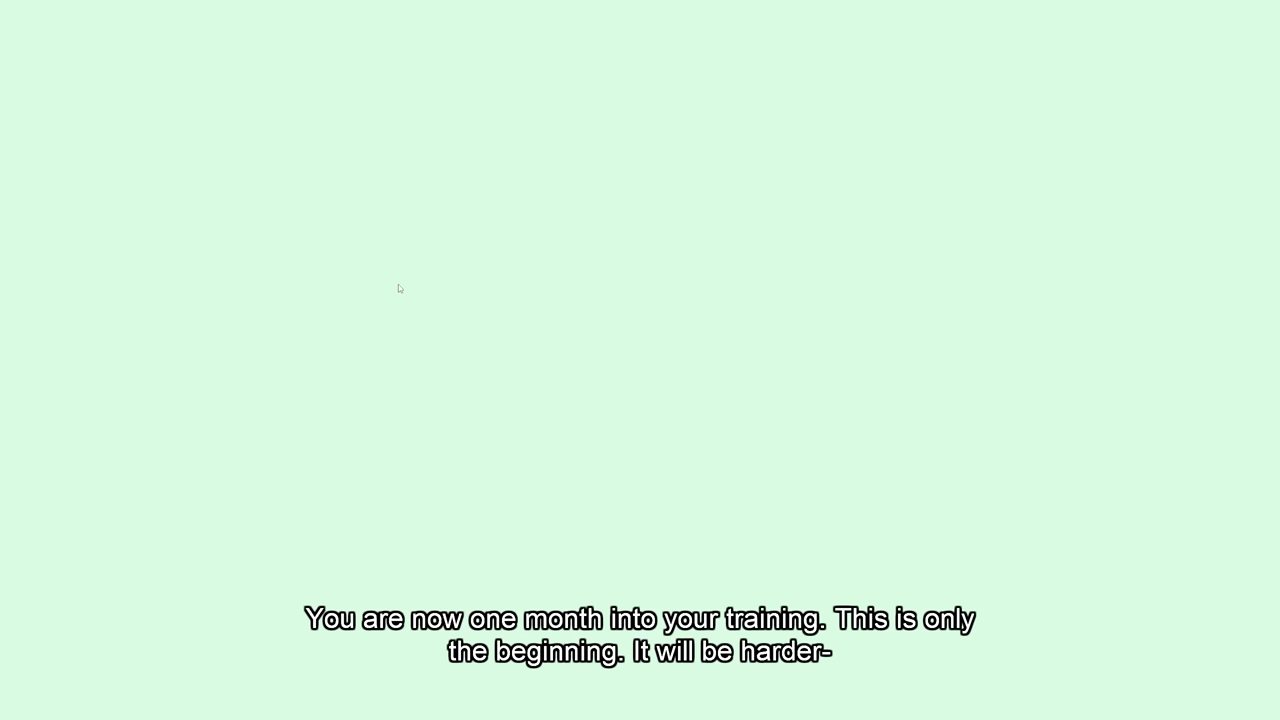 You are now one month into your training. This is only
the beginning. It will be harder-